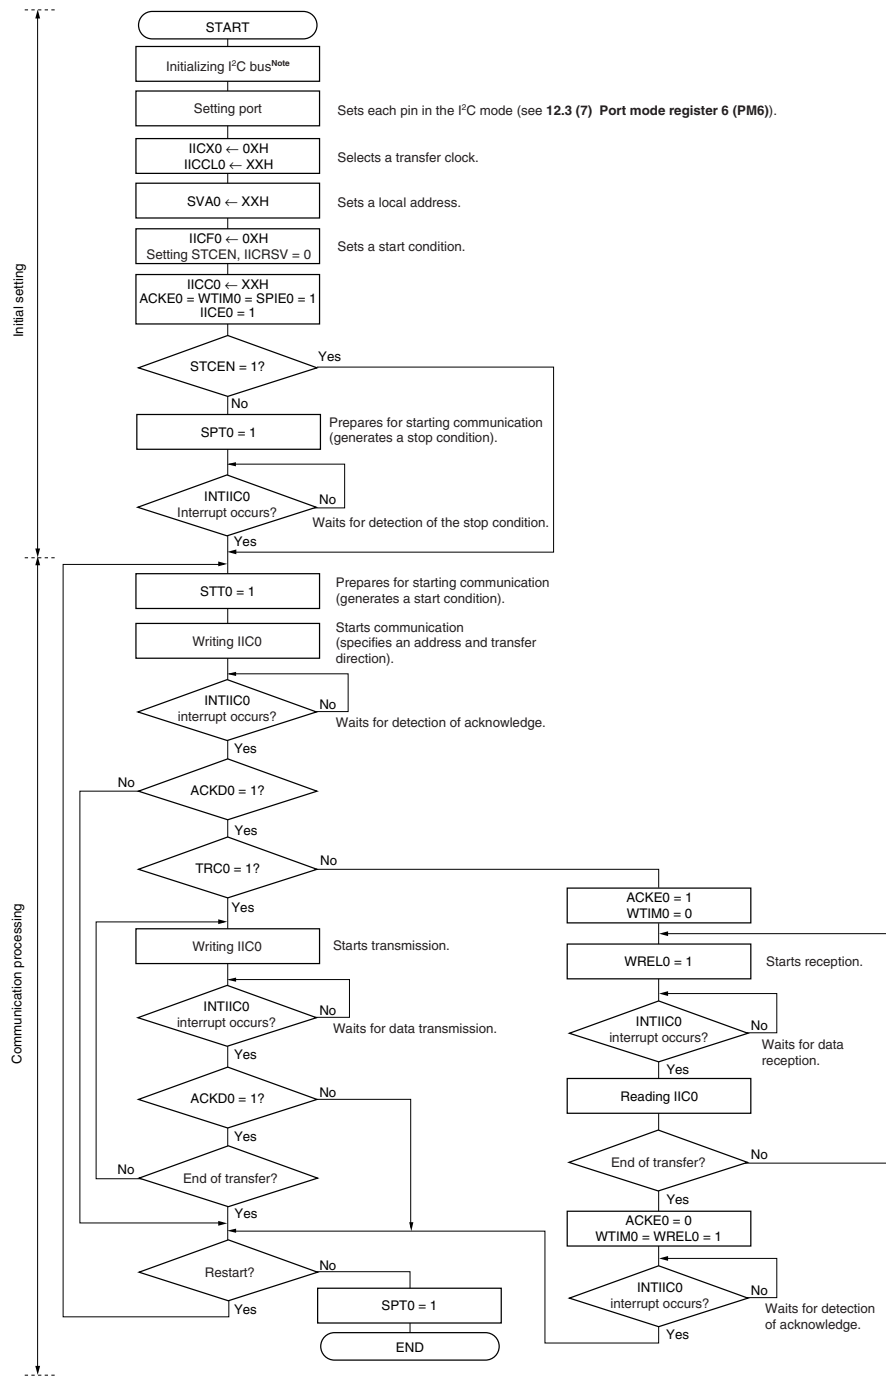 START
Initializing I²C bus^Note
Setting port
Sets each pin in the I²C mode (see 12.3 (7) Port mode register 6 (PM6)).
IICX0 ← 0XH
IICCL0 ← XXH
Selects a transfer clock.
SVA0 ← XXH
Sets a local address.
IICF0 ← 0XH
Setting STCEN, IICRSV = 0
Sets a start condition.
IICC0 ← XXH
ACKE0 = WTIM0 = SPIE0 = 1
IICE0 = 1
Initial setting
STCEN = 1?
Yes
No
SPT0 = 1
Prepares for starting communication
(generates a stop condition).
INTIIC0
Interrupt occurs?
No
Waits for detection of the stop condition.
Yes
STT0 = 1
Prepares for starting communication
(generates a start condition).
Writing IIC0
Starts communication
(specifies an address and transfer
direction).
INTIIC0
interrupt occurs?
No
Waits for detection of acknowledge.
Yes
No
ACKD0 = 1?
Yes
TRC0 = 1?
No
Yes
ACKE0 = 1
WTIM0 = 0
Communication processing
Writing IIC0
Starts transmission.
WREL0 = 1
Starts reception.
INTIIC0
interrupt occurs?
No
Waits for data transmission.
Yes
INTIIC0
interrupt occurs?
No
Waits for data
reception.
Yes
ACKD0 = 1?
No
Yes
Reading IIC0
No
End of transfer?
Yes
End of transfer?
No
Yes
ACKE0 = 0
WTIM0 = WREL0 = 1
Restart?
No
Yes
SPT0 = 1
END
INTIIC0
interrupt occurs?
No
Waits for detection
of acknowledge.
Yes